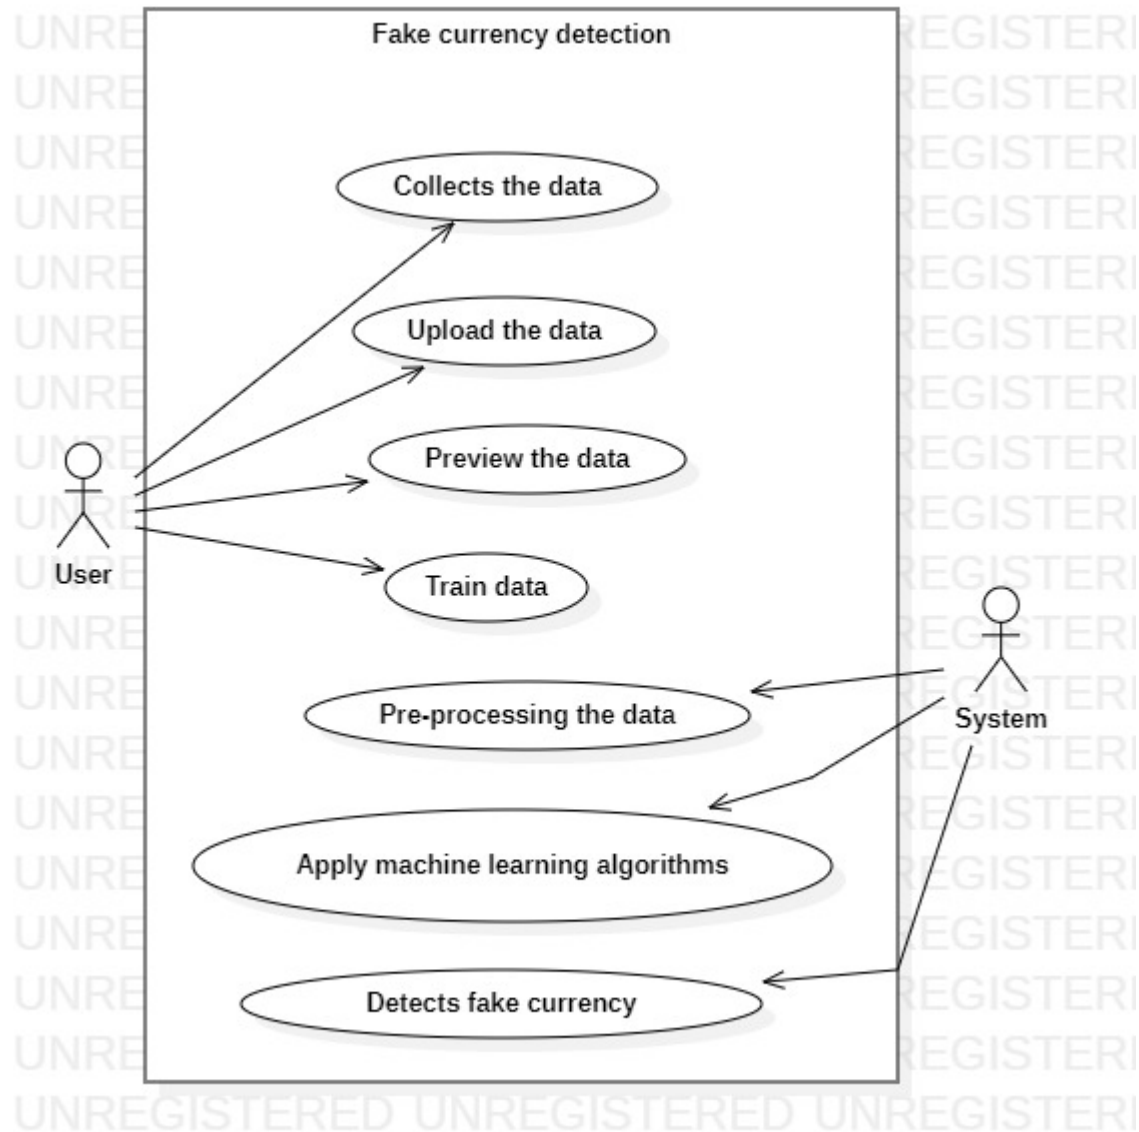 Fake currency detection
Collects the data
Upload the data
Preview the data
Train data
User
Pre-processing the data
System
Apply machine learning algorithms
Detects fake currency
UNREGISTERED UNREGISTERED UNREGISTERED